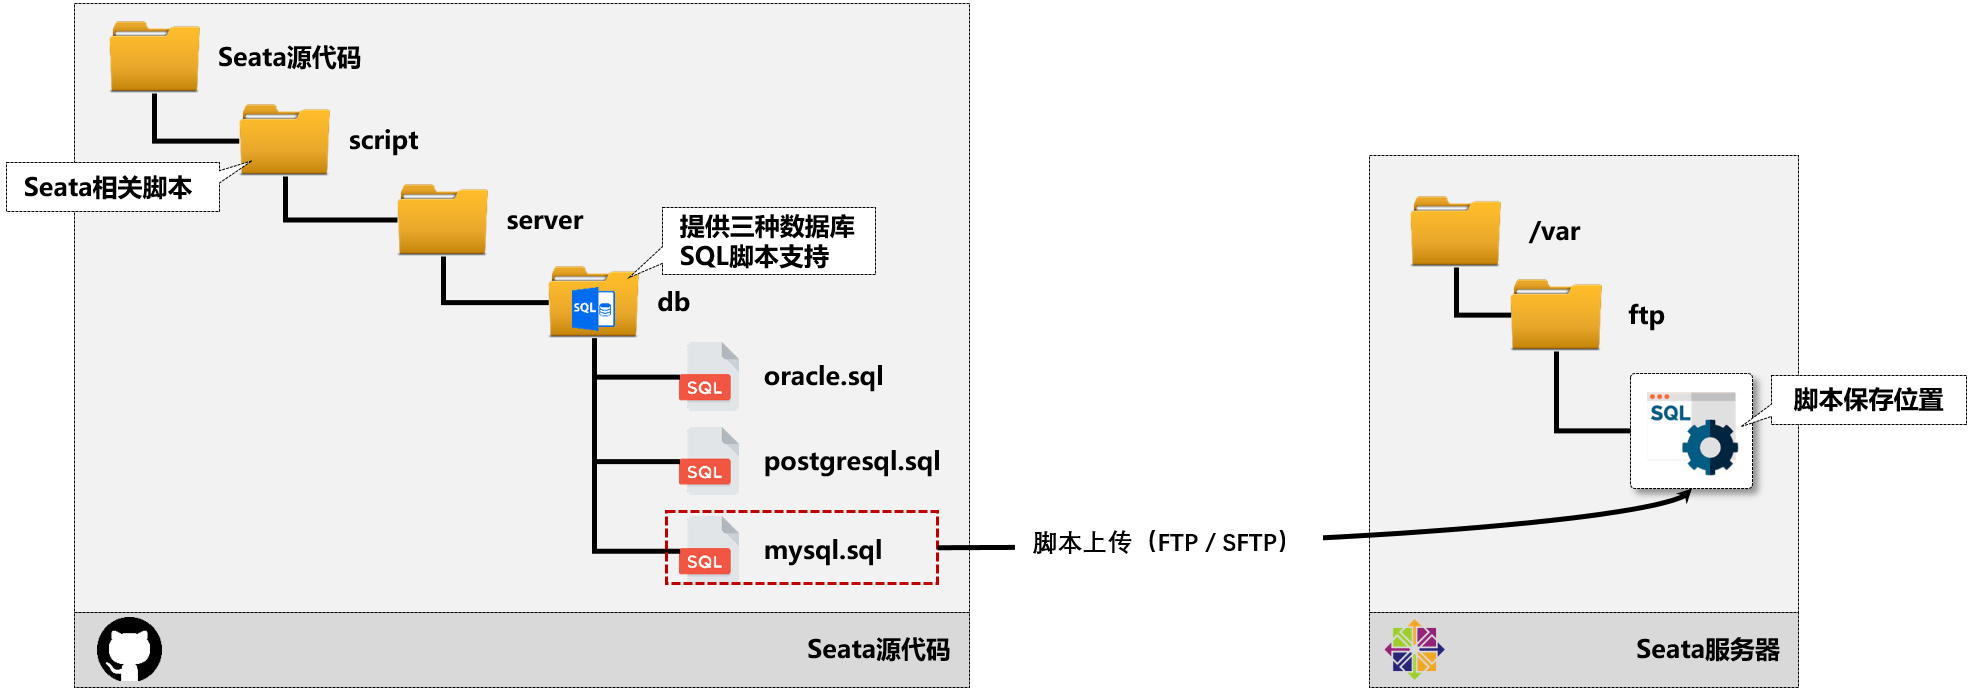 Seata源代码
script
Seata相关脚本
server
提供三种数据库
SQL脚本支持
SQL
db
SQL
oracle.sql
SQL
postgresql.sql
SQL
mysql.sql
脚本上传（FTP / SFTP）
Seata源代码
/var
ftp
SQL
脚本保存位置
Seata服务器